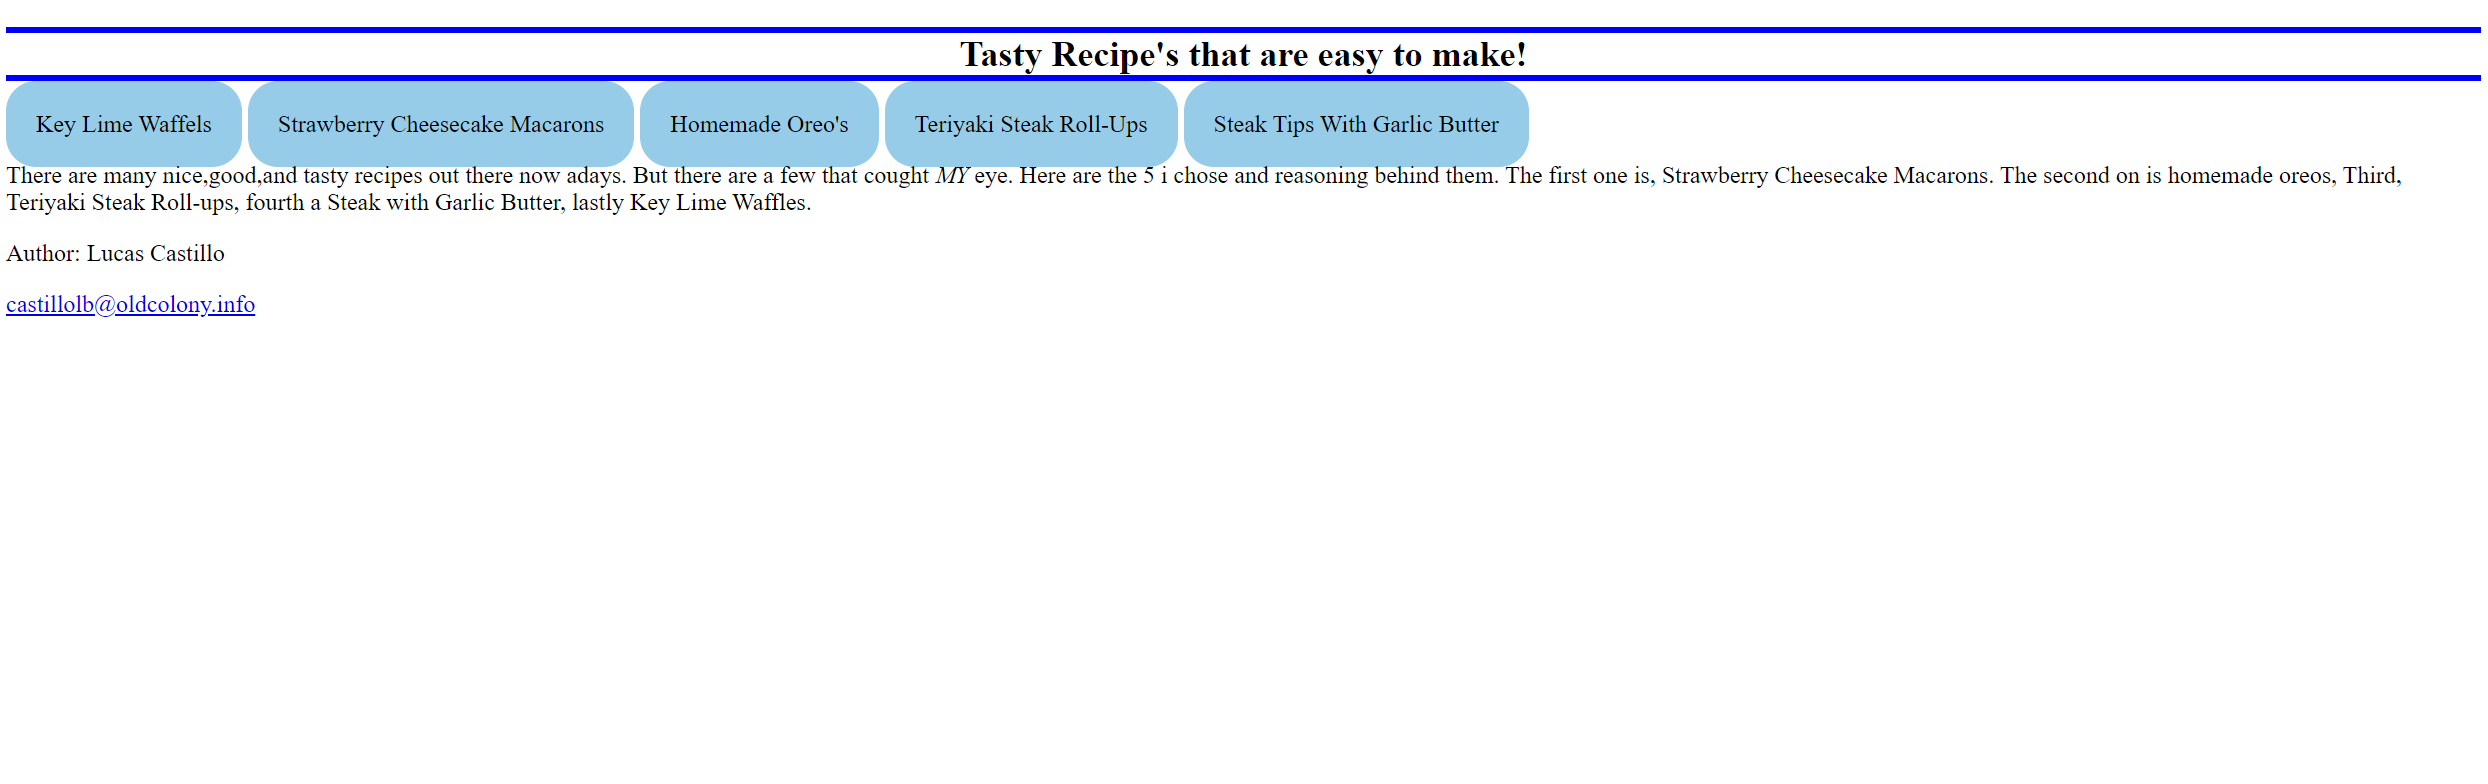 Tasty Recipe's that are easy to make!
Key Lime Waffels Strawberry Cheesecake Macarons Homemade Oreo's Teriyaki Steak Roll-Ups Steak Tips With Garlic Butter
There are many nice,good,and tasty recipes out there now adays. But there are a few that cought MY eye. Here are the 5 i chose and reasoning behind them. The first one is, Strawberry Cheesecake Macarons. The second on is homemade oreos, Third,
Teriyaki Steak Roll-ups, fourth a Steak with Garlic Butter, lastly Key Lime Waffles.
Author: Lucas Castillo
castillolb@oldcolony.info